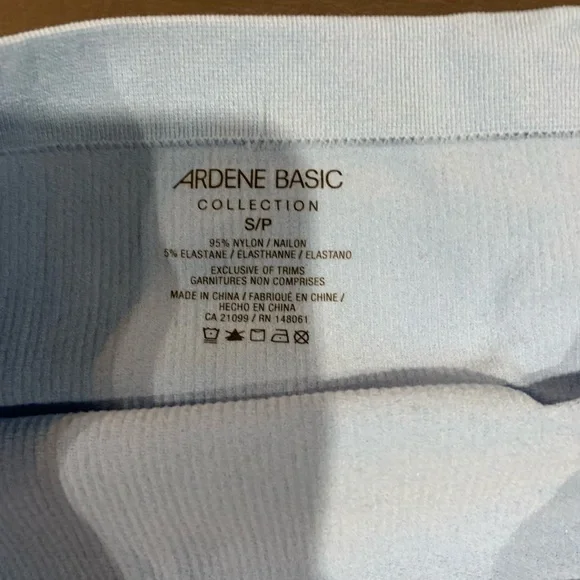 ARDENE BASIC
COLLECTION
S/P
95% NYLON / NAILON
5% ELASTANE / ÉLASTHANNE / ELASTANO
EXCLUSIVE OF TRIMS
GARNITURES NON COMPRISES
MADE IN CHINA / FABRIQUÉ EN CHINE /
HECHO EN CHINA
CA 21099 / RN 148061